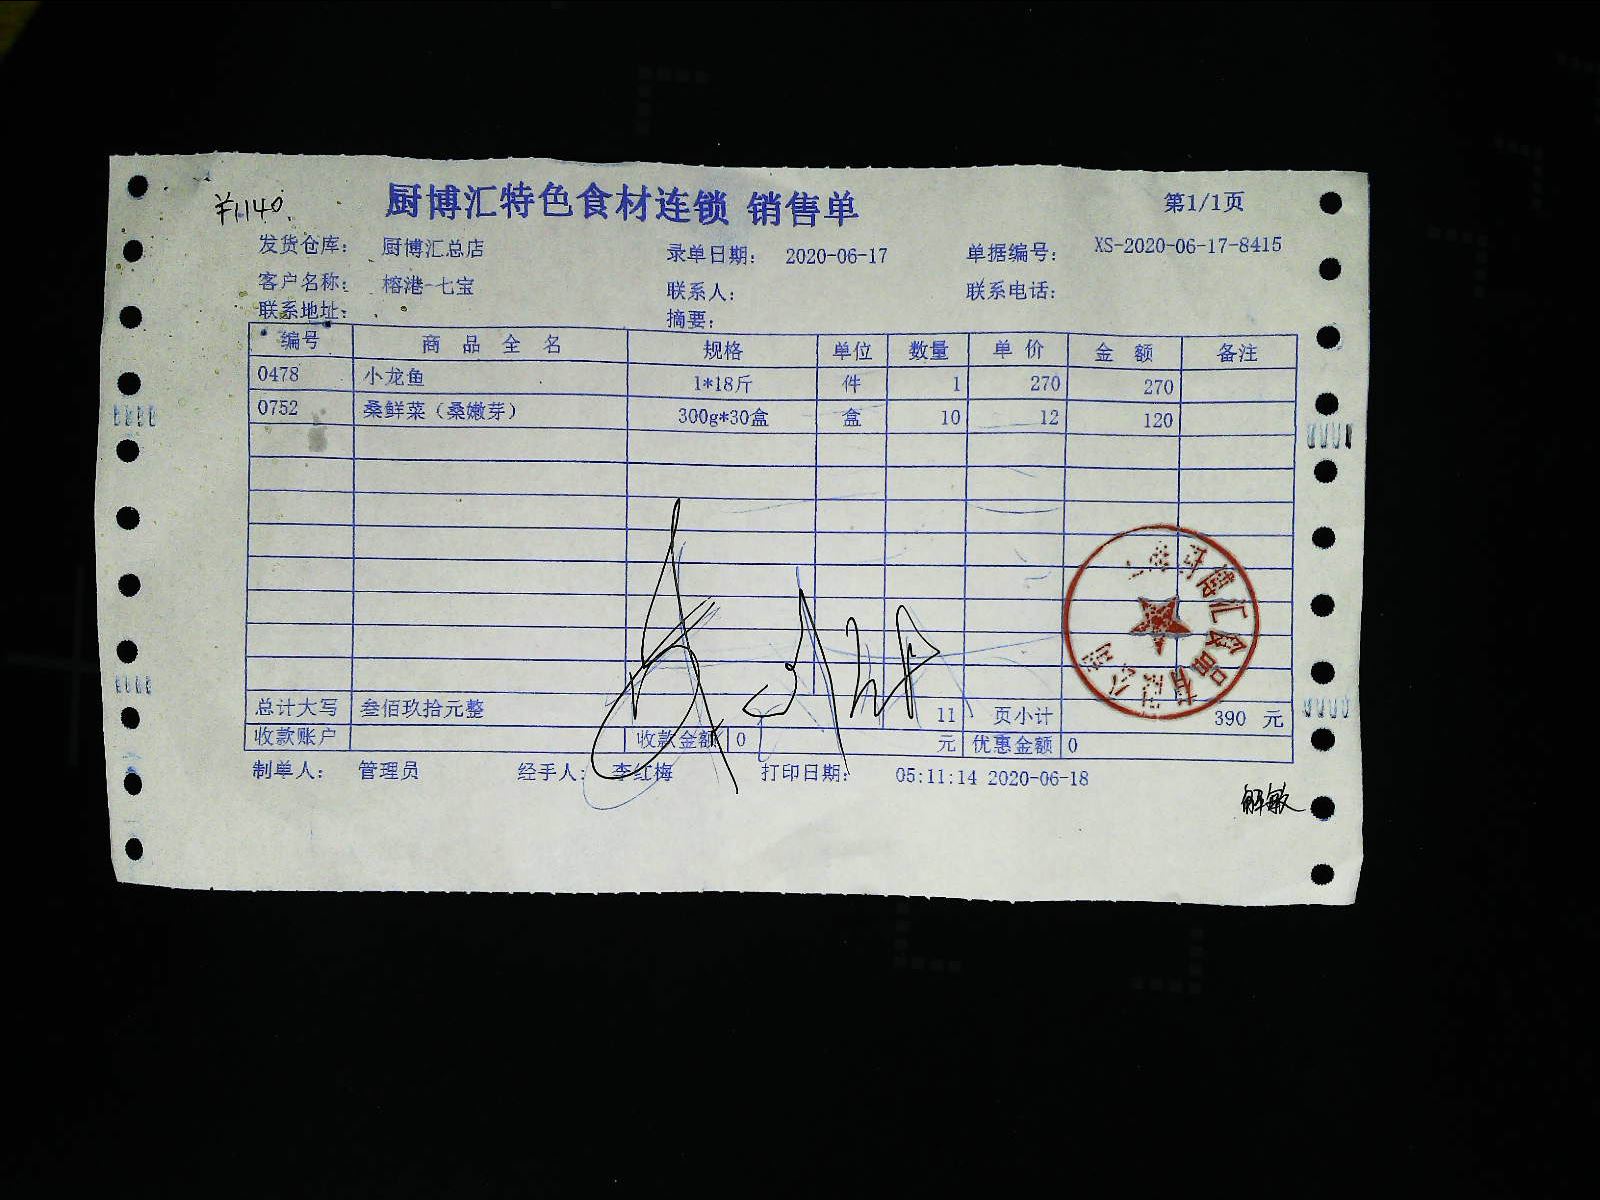 ¥1140.
厨博汇特色食材连锁 销售单
第1/1页
发货仓库: 厨博汇总店 录单日期: 2020-06-17 单据编号: XS-2020-06-17-8415
客户名称: 榕港-七宝 联系人: 联系电话:
联系地址: 摘要:
编号 商品全名 规格 单位 数量 单价 金额 备注
0478 小龙鱼 1*18斤 件 1 270 270
0752 桑鲜菜（桑嫩芽） 300g*30盒 盒 10 12 120
总计大写 叁佰玖拾元整 11 页小计 390 元
收款账户 收款金额 0 元 优惠金额 0
制单人: 管理员 经手人: 李红梅 打印日期: 05:11:14 2020-06-18
解敏
博汇食品有限公司